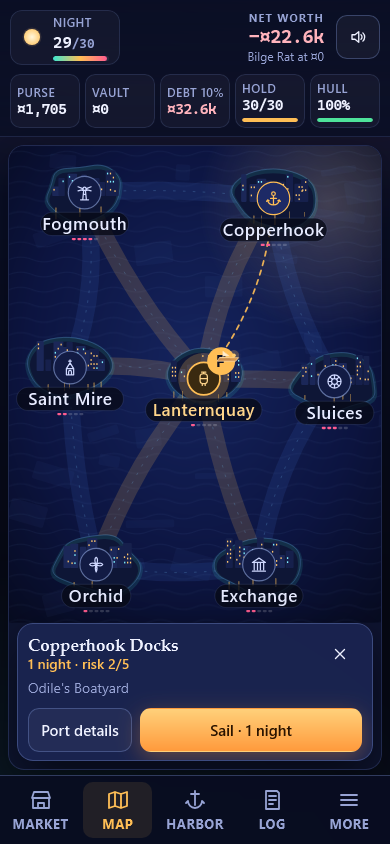 NIGHT
29/30
NET WORTH
−¤22.6k
Bilge Rat at ¤0
PURSE
¤1,705
VAULT
¤0
DEBT 10%
¤32.6k
HOLD
30/30
HULL
100%
Fogmouth
Copperhook
Saint Mire
Lanternquay
Sluices
Orchid
Exchange
Copperhook Docks
1 night · risk 2/5
Odile's Boatyard
Port details
Sail · 1 night
MARKET
MAP
HARBOR
LOG
MORE